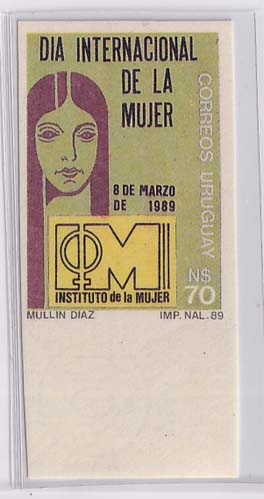 DIA INTERNACIONAL
DE LA
MUJER
CORREOS URUGUAY
8 DE MARZO
DE 1989
IM
INSTITUTO de la MUJER
N$
70
MULLIN DIAZ IMP. NAL. 89